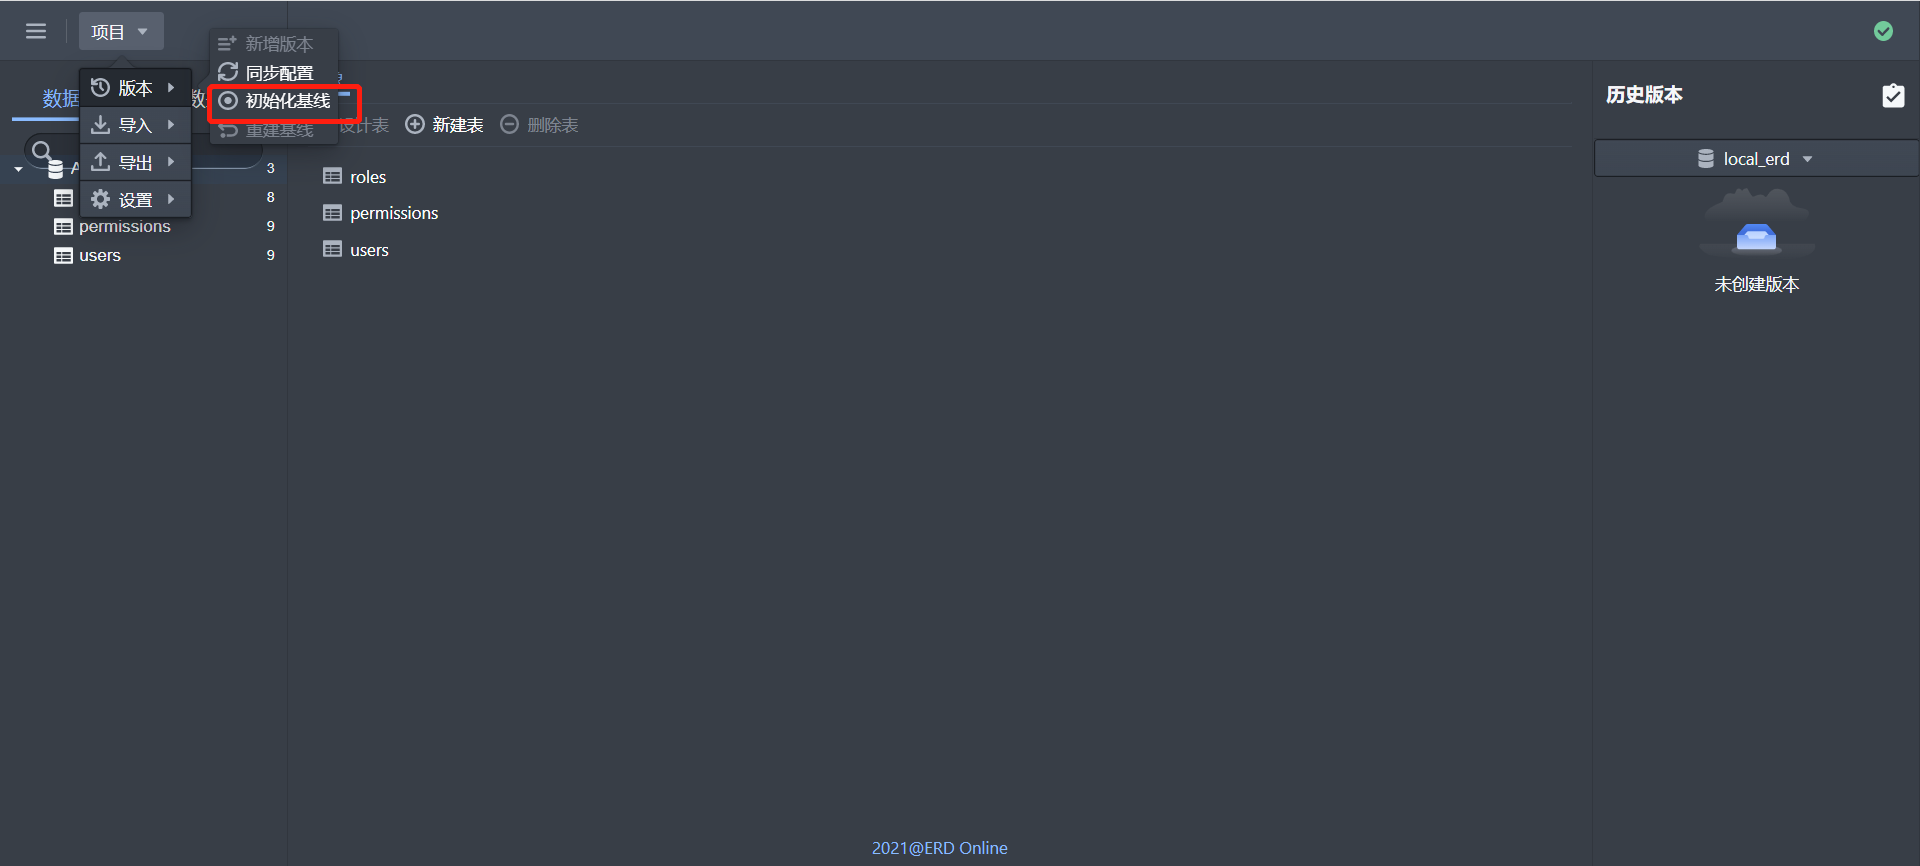 项目
新增版本
同步配置
初始化基线
重建基线
版本
导入
导出
设置
数据
数
A
3
8
permissions
9
users
9
设计表
新建表
删除表
roles
permissions
users
历史版本
local_erd
未创建版本
2021@ERD Online